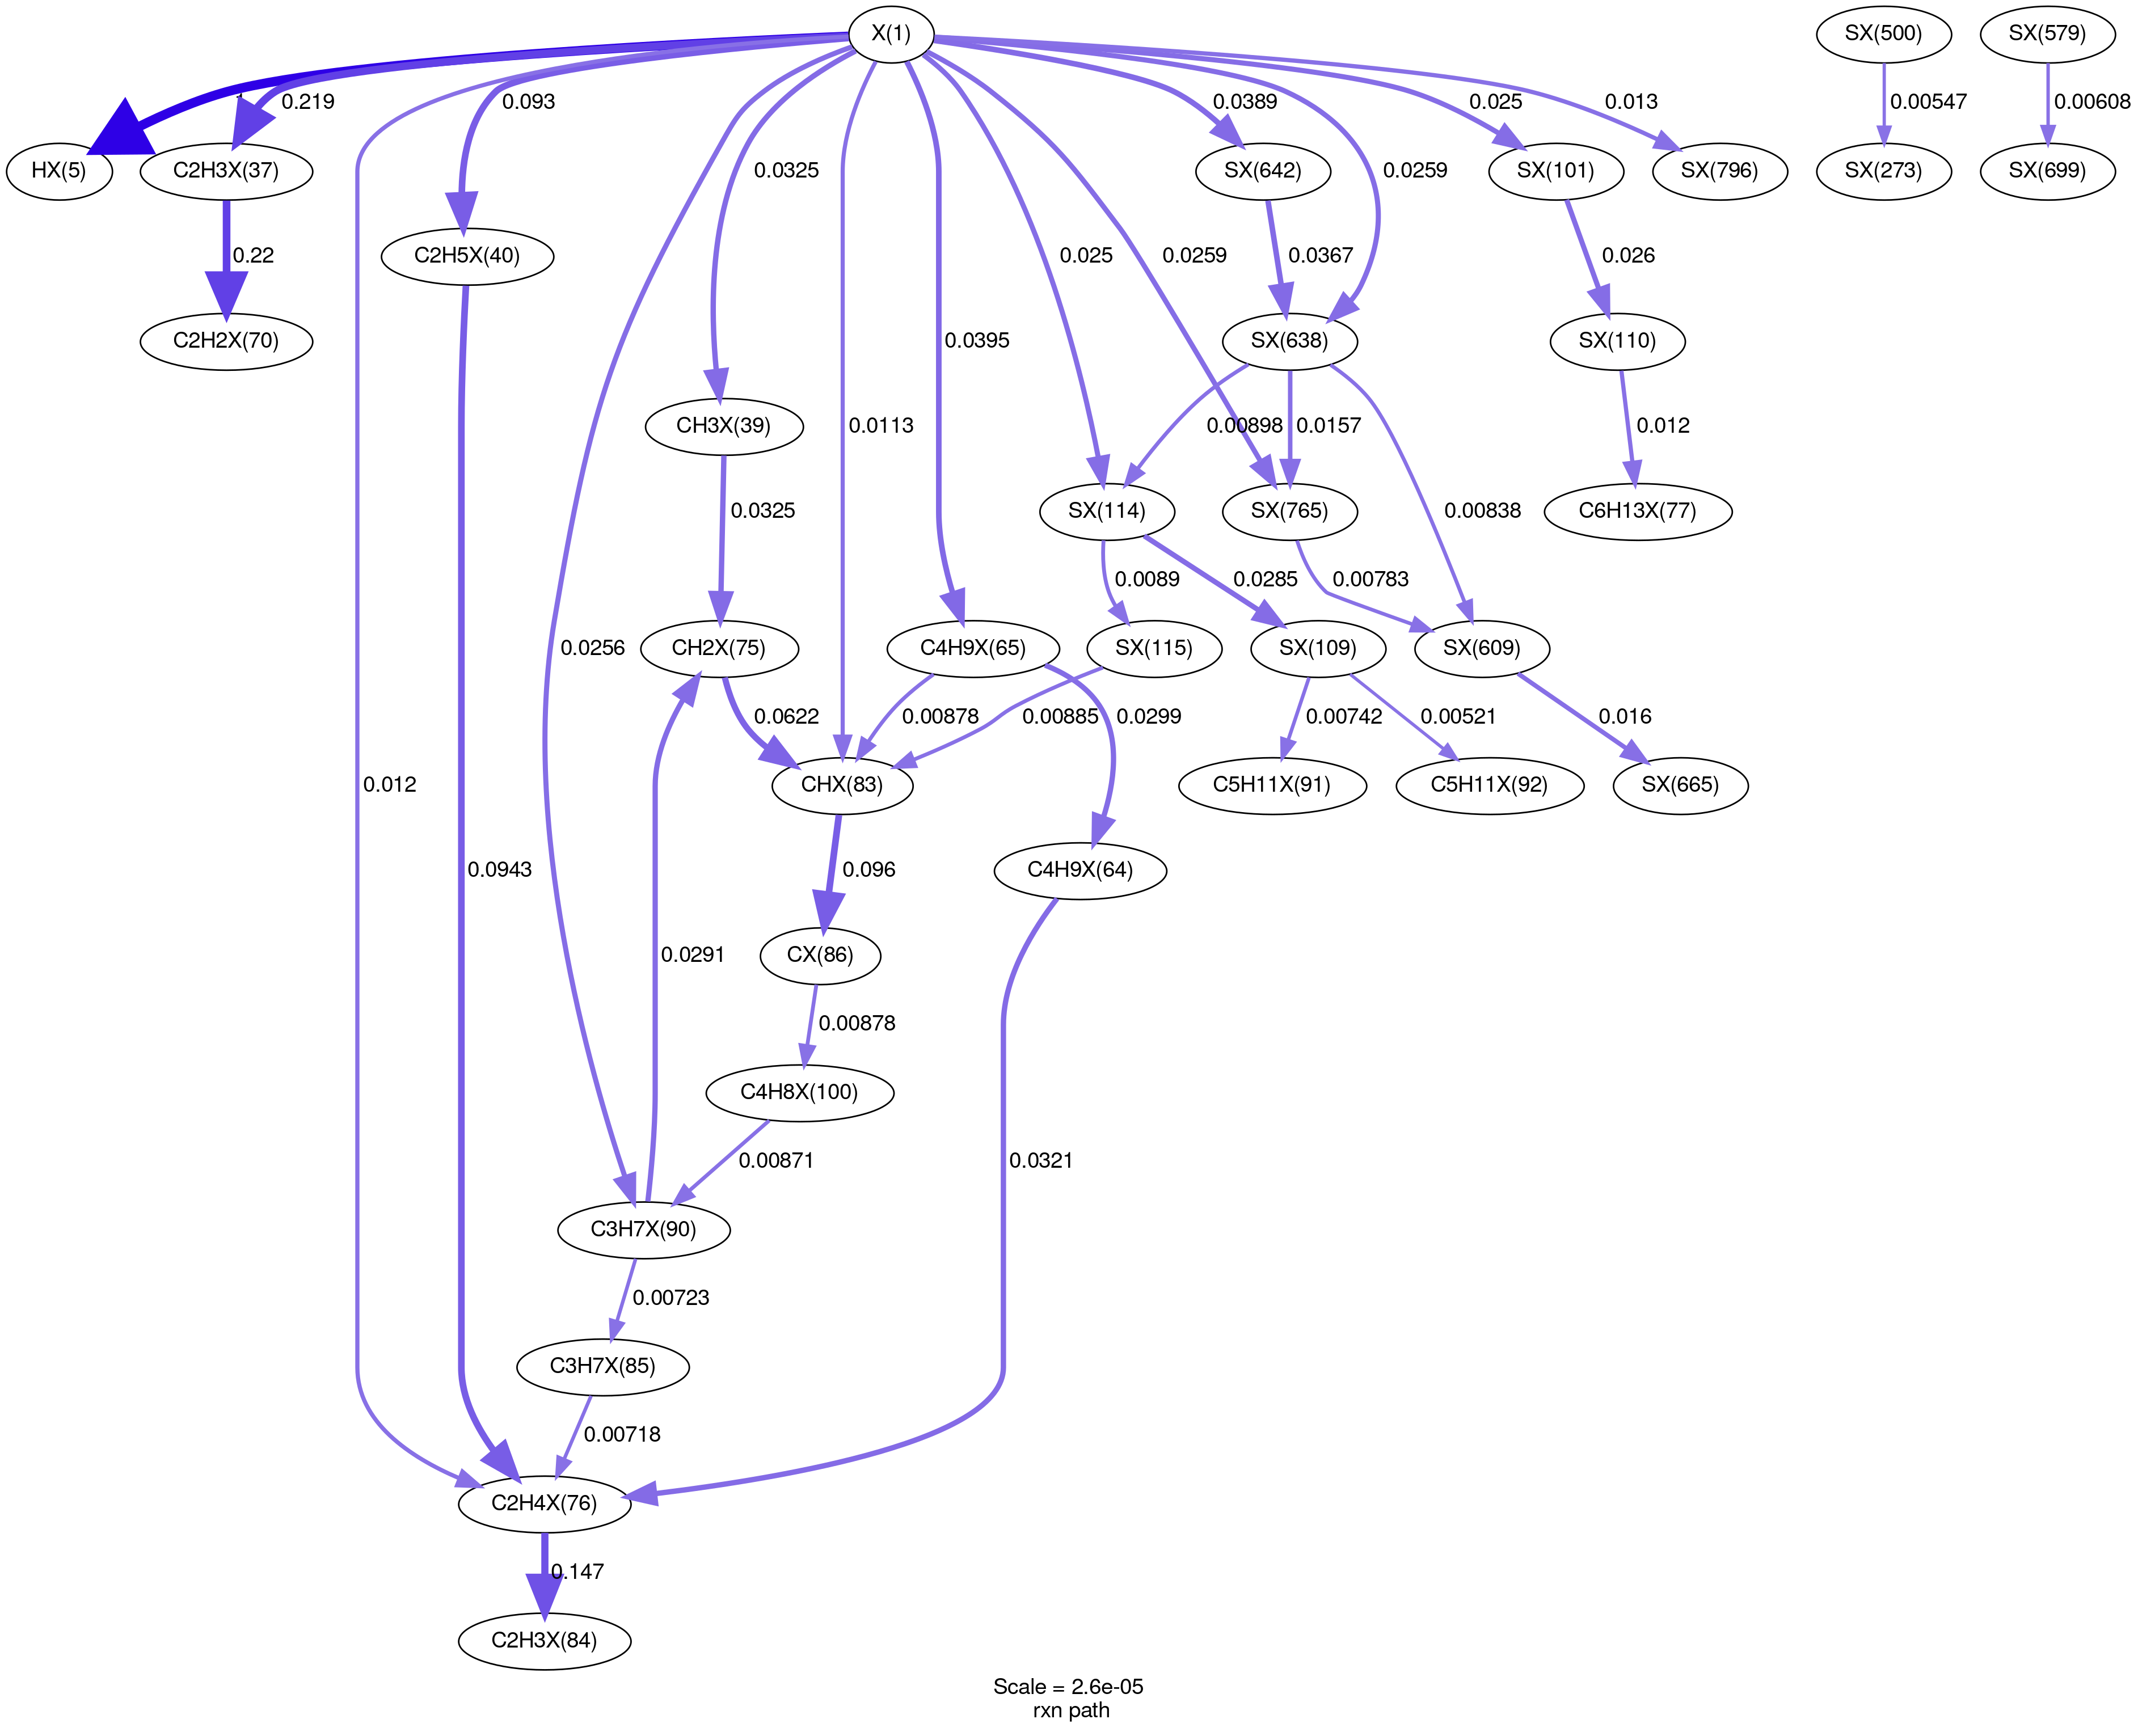 X(1)
SX(500)
SX(579)
0.219
0.093
0.0389
0.025
0.013
0.00547
0.00608
HX(5)
C2H3X(37)
0.0325
SX(642)
0.0259
SX(101)
SX(796)
SX(273)
SX(699)
0.22
C2H5X(40)
0.025
0.0259
0.0367
0.026
C2H2X(70)
0.0395
SX(638)
SX(110)
CH3X(39)
0.0113
0.00898
0.0157
0.012
0.0325
SX(114)
SX(765)
0.00838
C6H13X(77)
0.0089
0.0285
0.00783
0.0256
CH2X(75)
C4H9X(65)
SX(115)
SX(109)
SX(609)
0.0622
0.00878
0.00885
0.0299
0.00742
0.00521
0.016
0.012
CHX(83)
C5H11X(91)
C5H11X(92)
SX(665)
0.0943
0.096
C4H9X(64)
0.0291
CX(86)
0.00878
C4H8X(100)
0.00871
0.0321
C3H7X(90)
0.00723
C3H7X(85)
0.00718
C2H4X(76)
0.147
C2H3X(84)
Scale = 2.6e-05
rxn path